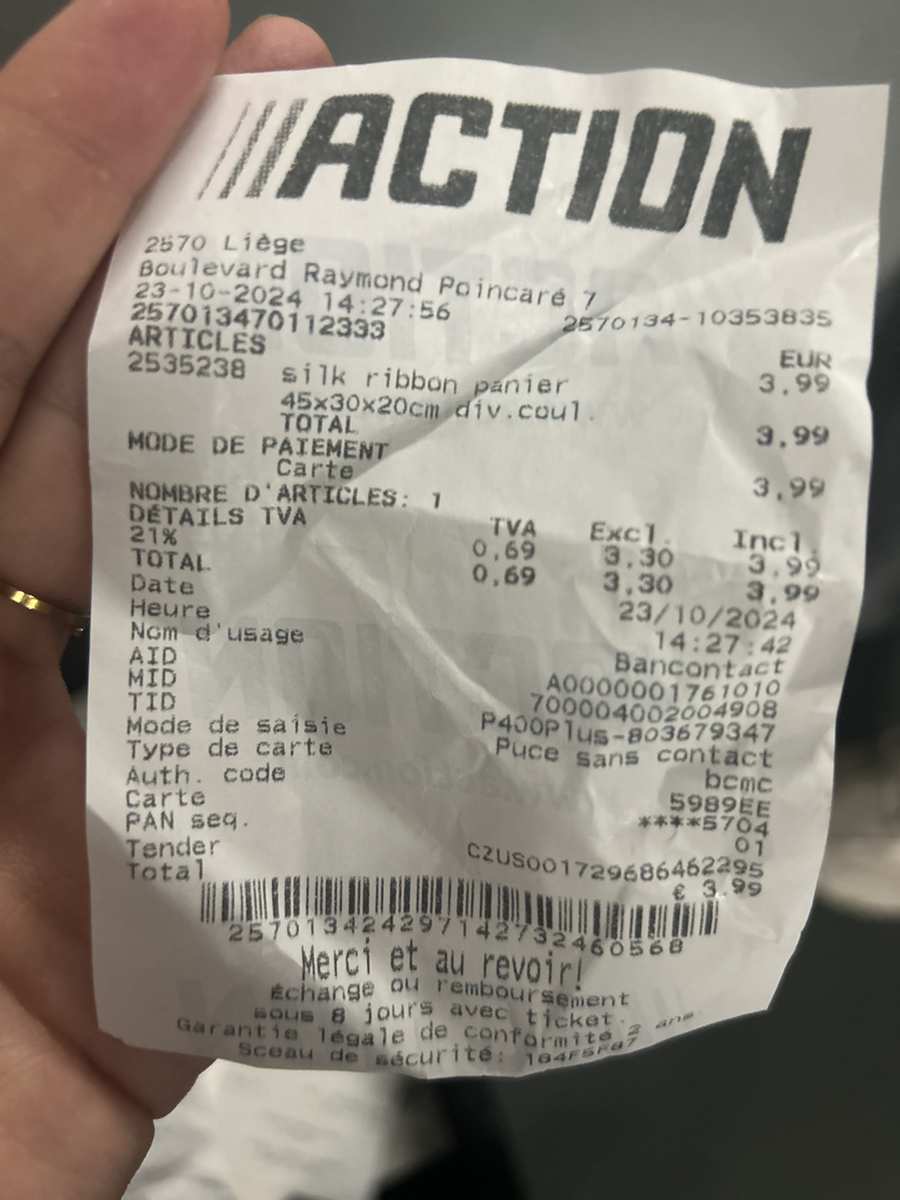 ACTION
2570 Liège
Boulevard Raymond Poincaré 7
23-10-2024 14:27:56 2570134-10353835
257013470112333
ARTICLES EUR
2535238 silk ribbon panier 3,99
45x30x20cm div.coul.
TOTAL 3,99
MODE DE PAIEMENT
Carte 3,99
NOMBRE D'ARTICLES: 1
DÉTAILS TVA TVA Excl. Incl.
21% 0,69 3,30 3,99
TOTAL 0,69 3,30 3,99
Date 23/10/2024
Heure 14:27:42
Nom d'usage Bancontact
AID A0000001761010
MID 700004002004908
TID P400Plus-803679347
Mode de saisie Puce sans contact
Type de carte bcmc
Auth. code 5989EE
Carte ****5704
PAN seq. 01
Tender CZUS001729686462295
Total € 3.99
257013424297142732460568
Merci et au revoir!
Échange ou remboursement
sous 8 jours avec ticket.
Garantie légale de conformité 2 ans.
Sceau de sécurité: 184F5F87